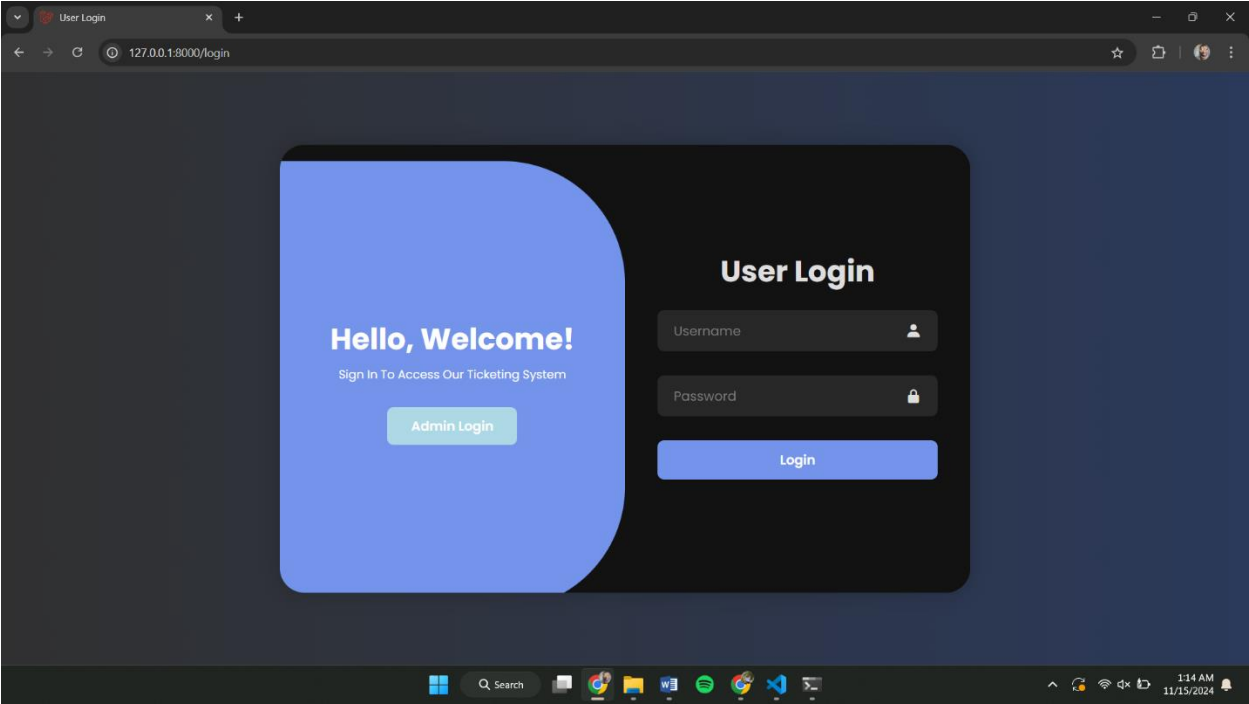 User Login
127.0.0.1:8000/login
Hello, Welcome!
Sign In To Access Our Ticketing System
Admin Login
User Login
Username
Password
Login
Search
1:14 AM
11/15/2024